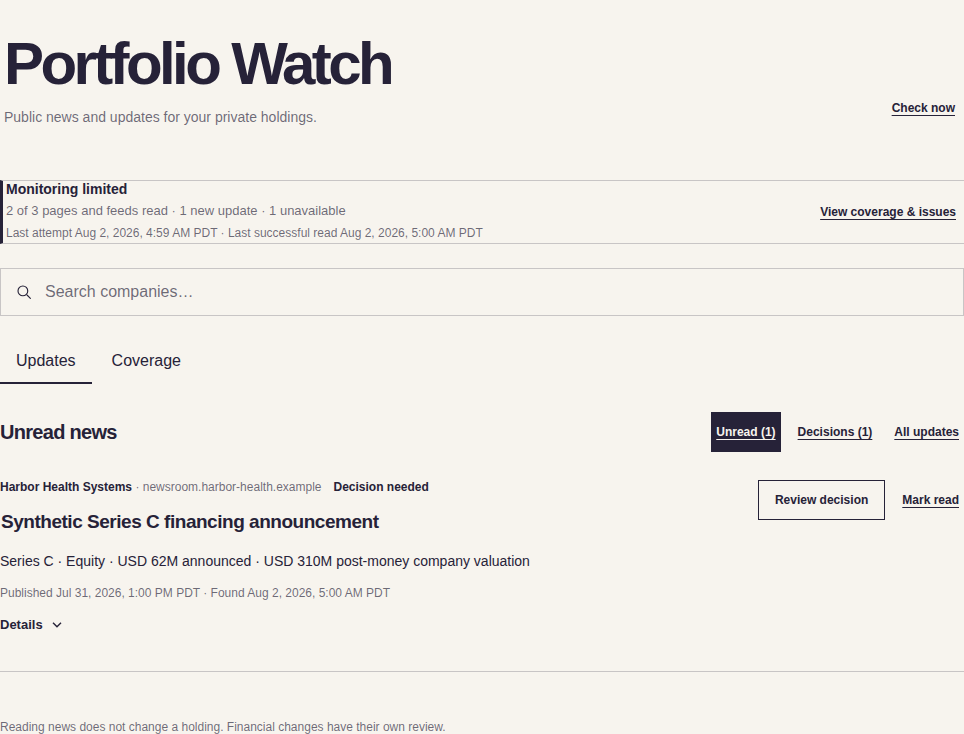 Portfolio Watch
Public news and updates for your private holdings.
Check now
Monitoring limited
2 of 3 pages and feeds read · 1 new update · 1 unavailable
Last attempt Aug 2, 2026, 4:59 AM PDT · Last successful read Aug 2, 2026, 5:00 AM PDT
View coverage & issues
Search companies…
Updates Coverage
Unread news
Unread (1) Decisions (1) All updates
Harbor Health Systems · newsroom.harbor-health.example Decision needed
Review decision Mark read
Synthetic Series C financing announcement
Series C · Equity · USD 62M announced · USD 310M post-money company valuation
Published Jul 31, 2026, 1:00 PM PDT · Found Aug 2, 2026, 5:00 AM PDT
Details
Reading news does not change a holding. Financial changes have their own review.